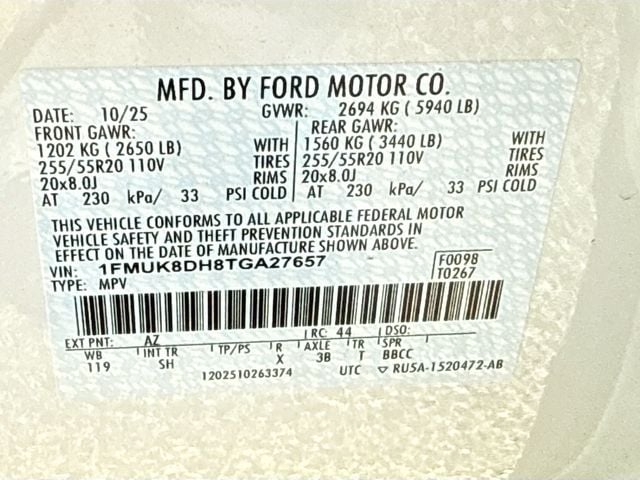 MFD. BY FORD MOTOR CO.
DATE: 10/25 GVWR: 2694 KG ( 5940 LB)
FRONT GAWR: REAR GAWR:
1202 KG ( 2650 LB) WITH 1560 KG ( 3440 LB) WITH
255/55R20 110V TIRES 255/55R20 110V TIRES
20x8.0J RIMS 20x8.0J RIMS
AT 230 kPa/ 33 PSI COLD AT 230 kPa/ 33 PSI COLD
THIS VEHICLE CONFORMS TO ALL APPLICABLE FEDERAL MOTOR
VEHICLE SAFETY AND THEFT PREVENTION STANDARDS IN
EFFECT ON THE DATE OF MANUFACTURE SHOWN ABOVE.
VIN: 1FMUK8DH8TGA27657 F0098
TYPE: MPV T0267
EXT PNT: AZ RC: 44 DSO:
WB INT TR TP/PS R AXLE TR SPR
119 SH X 3B T BBCC
1202510263374 UTC ▽ RU5A-1520472-AB